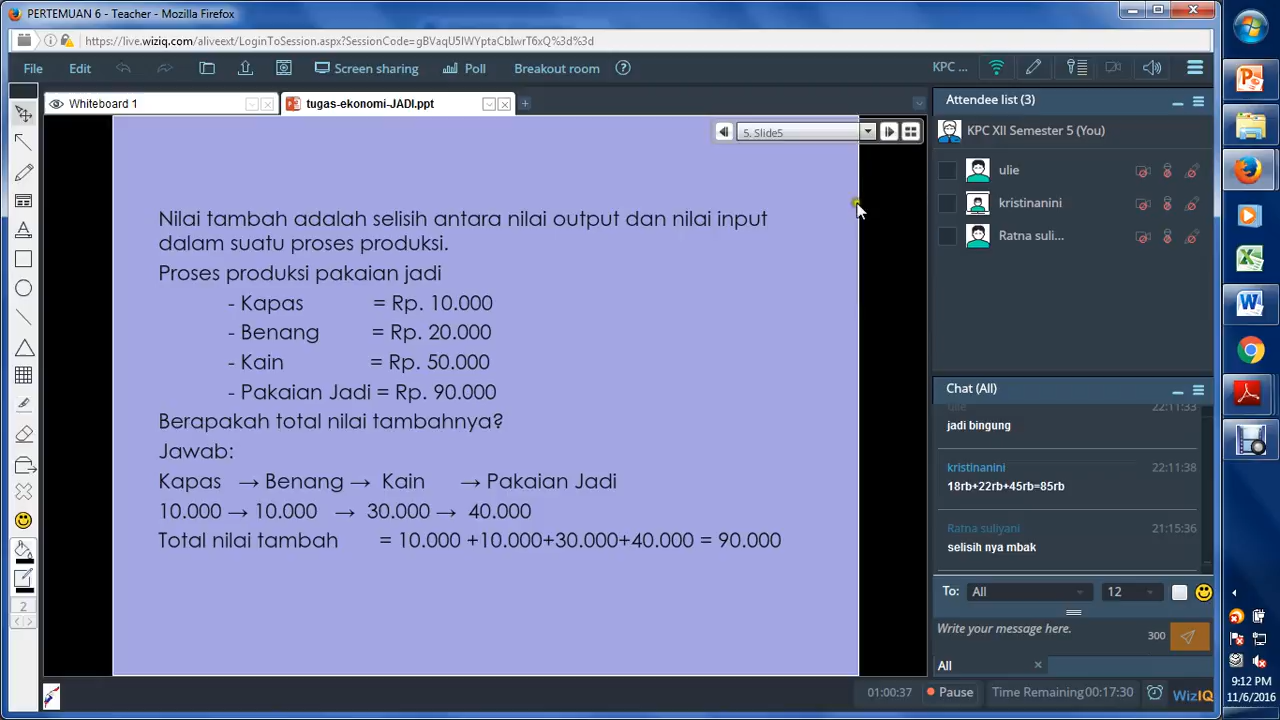 PERTEMUAN 6 - Teacher - Mozilla Firefox
https://live.wiziq.com/aliveext/LoginToSession.aspx?SessionCode=gBVaqU5IWYptaCbIwrT6xQ%3d%3d
File Edit Screen sharing Poll Breakout room KPC ...
Whiteboard 1
tugas-ekonomi-JADI.ppt
5. Slide5
Nilai tambah adalah selisih antara nilai output dan nilai input
dalam suatu proses produksi.
Proses produksi pakaian jadi
- Kapas = Rp. 10.000
- Benang = Rp. 20.000
- Kain = Rp. 50.000
- Pakaian Jadi = Rp. 90.000
Berapakah total nilai tambahnya?
Jawab:
Kapas → Benang → Kain → Pakaian Jadi
10.000 → 10.000 → 30.000 → 40.000
Total nilai tambah = 10.000 +10.000+30.000+40.000 = 90.000
2
Attendee list (3)
KPC XII Semester 5 (You)
ulie
kristinanini
Ratna suli...
Chat (All)
22:11:33
jadi bingung
kristinanini 22:11:38
18rb+22rb+45rb=85rb
Ratna suliyani 21:15:36
selisih nya mbak
To: All 12
Write your message here. 300
All
01:00:37 Pause Time Remaining 00:17:30 WizIQ
9:12 PM
11/6/2016